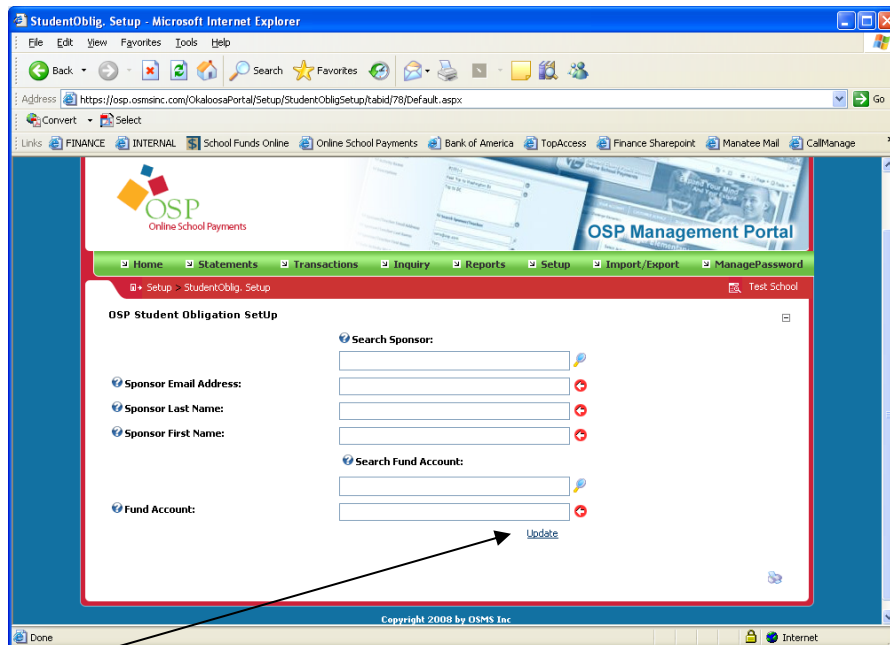 StudentOblig. Setup - Microsoft Internet Explorer
File Edit View Favorites Tools Help
Back Search Favorites
Address https://osp.osmsinc.com/OkaloosaPortal/Setup/StudentObligSetup/tabid/78/Default.aspx Go
Convert Select
Links FINANCE INTERNAL School Funds Online Online School Payments Bank of America TopAccess Finance Sharepoint Manatee Mail CallManage
OSP
Online School Payments
OSP Management Portal
Home Statements Transactions Inquiry Reports Setup Import/Export ManagePassword
Setup > StudentOblig. Setup Test School
OSP Student Obligation SetUp
Search Sponsor:
Sponsor Email Address:
Sponsor Last Name:
Sponsor First Name:
Search Fund Account:
Fund Account:
Update
Copyright 2008 by OSMS Inc
Done Internet